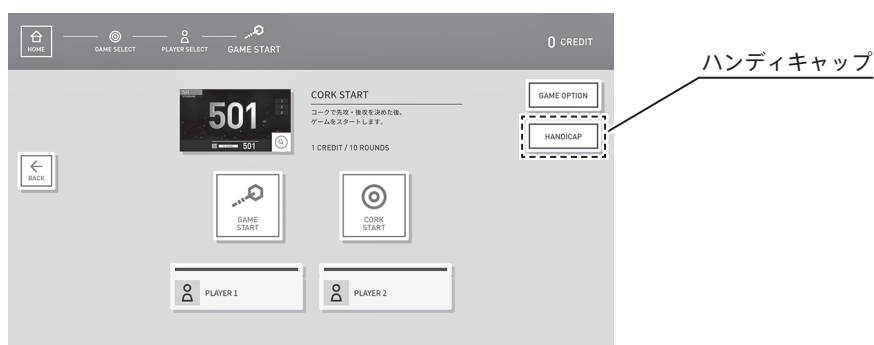 HOME
GAME SELECT
PLAYER SELECT
GAME START
0 CREDIT
ハンディキャップ
501
501
501
CORK START
コークで先攻・後攻を決めた後、
ゲームをスタートします。
1 CREDIT / 10 ROUNDS
GAME OPTION
HANDICAP
BACK
GAME
START
CORK
START
PLAYER 1
PLAYER 2